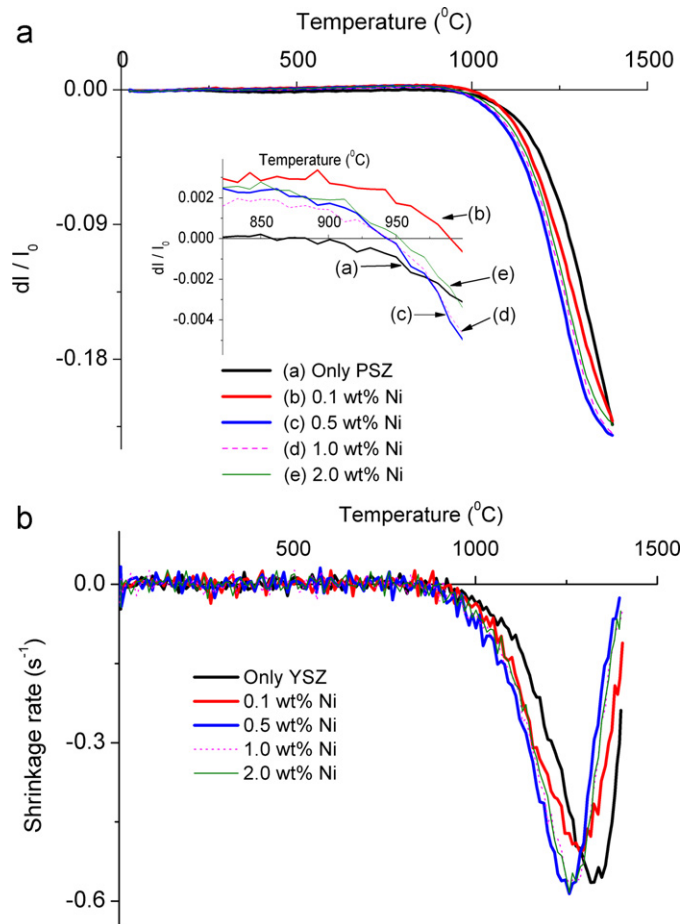 a
Temperature (⁰C)
0 500 1000 1500
0.00
-0.09
-0.18
dl / l₀
Temperature (⁰C)
850 900 950
0.002
0.000
-0.002
-0.004
dl / l₀
(b)
(a)
(e)
(c)
(d)
(a) Only PSZ
(b) 0.1 wt% Ni
(c) 0.5 wt% Ni
(d) 1.0 wt% Ni
(e) 2.0 wt% Ni
b
Temperature (⁰C)
500 1000 1500
0.0
-0.3
-0.6
Shrinkage rate (s⁻¹)
Only YSZ
0.1 wt% Ni
0.5 wt% Ni
1.0 wt% Ni
2.0 wt% Ni